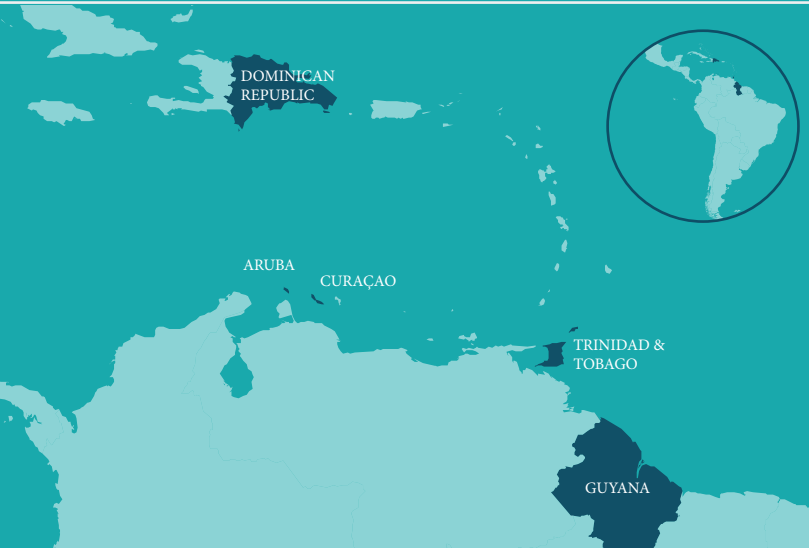 DOMINICAN
REPUBLIC
ARUBA
CURAÇAO
TRINIDAD &
TOBAGO
GUYANA